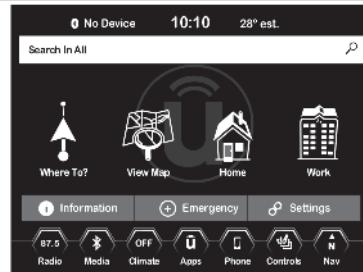 No Device 10:10 28° est.
Search In All
Where To? View Map Home Work
Information Emergency Settings
87.5 OFF ū N
Radio Media Climate Apps Phone Controls Nav